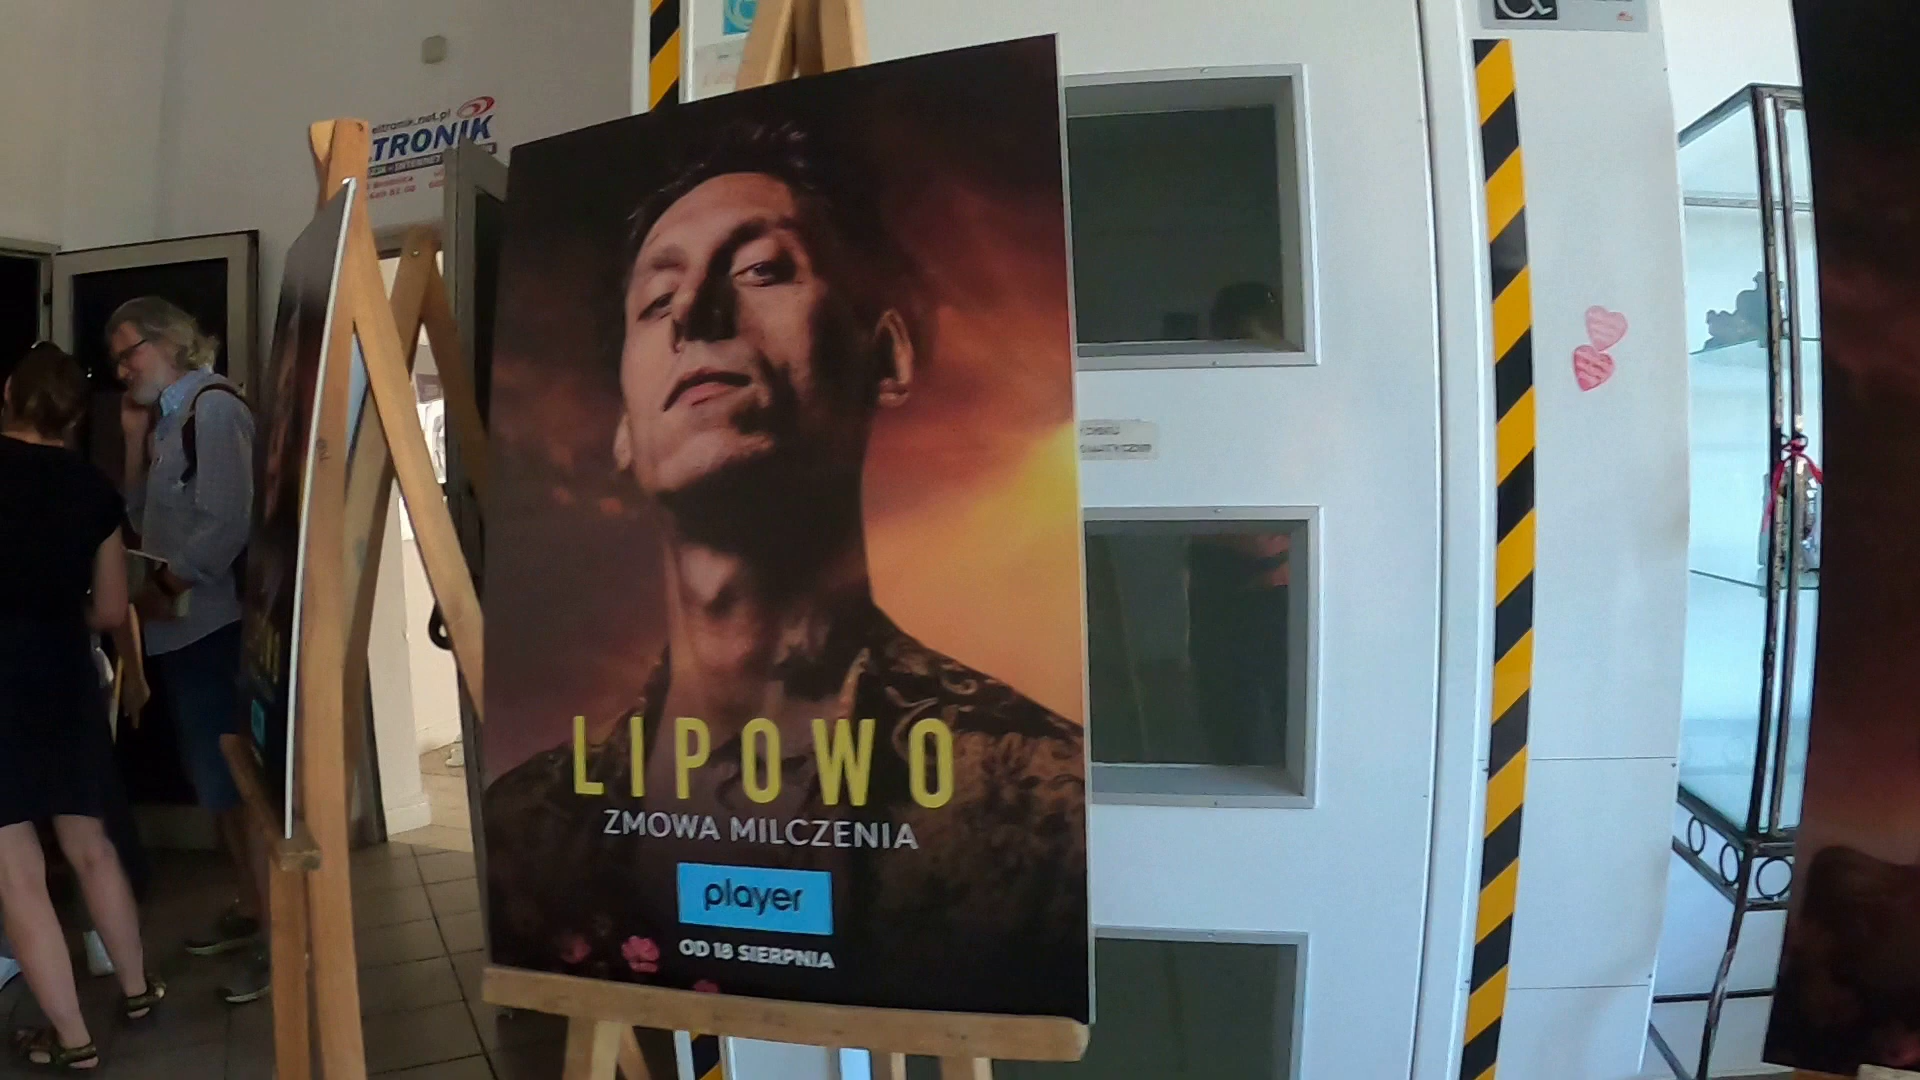 eltronik.net.pl
TRONIK
LIPOWO
ZMOWA MILCZENIA
player
OD 18 SIERPNIA